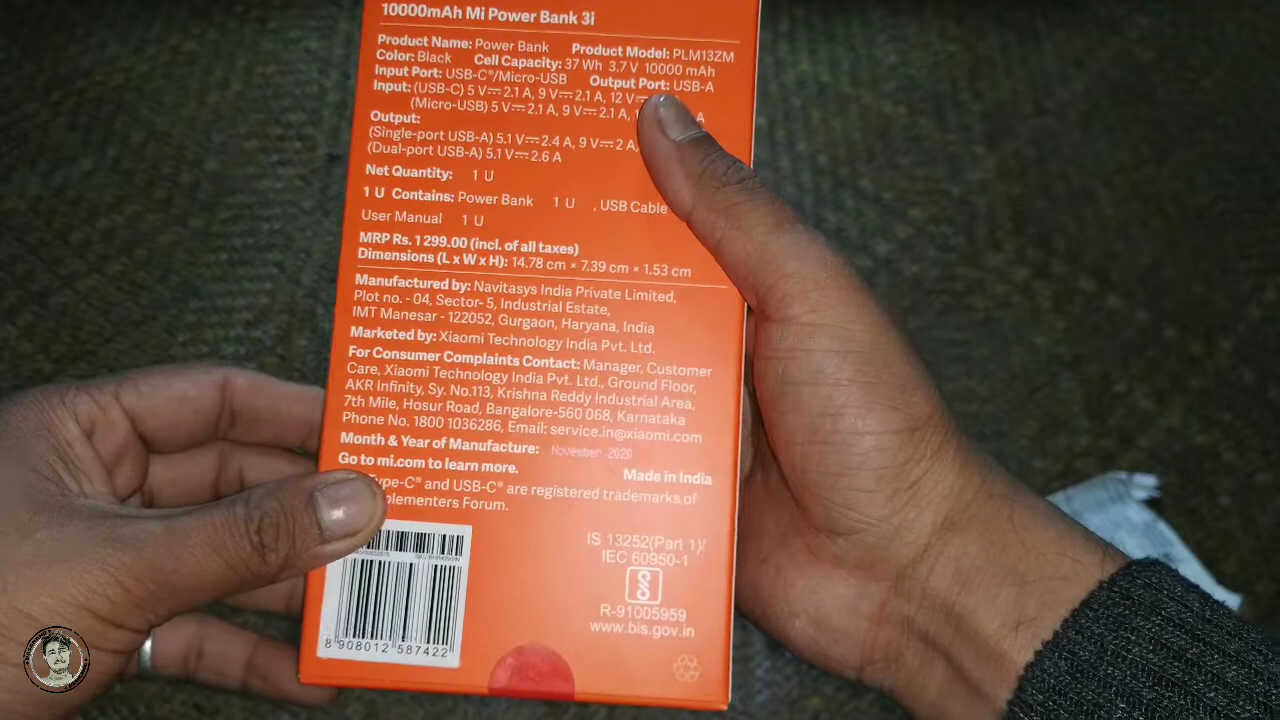 10000mAh Mi Power Bank 3i
Product Name: Power Bank Product Model: PLM13ZM
Color: Black Cell Capacity: 37 Wh 3.7 V 10000 mAh
Input Port: USB-C®/Micro-USB Output Port: USB-A
Input: (USB-C) 5 V⎓2.1 A, 9 V⎓2.1 A, 12 V⎓
(Micro-USB) 5 V⎓2.1 A, 9 V⎓2.1 A, A
Output:
(Single-port USB-A) 5.1 V⎓2.4 A, 9 V⎓2 A,
(Dual-port USB-A) 5.1 V⎓2.6 A
Net Quantity: 1 U
1 U Contains: Power Bank 1 U , USB Cable
User Manual 1 U
MRP Rs. 1 299.00 (incl. of all taxes)
Dimensions (L x W x H): 14.78 cm × 7.39 cm × 1.53 cm
Manufactured by: Navitasys India Private Limited,
Plot no. - 04, Sector- 5, Industrial Estate,
IMT Manesar - 122052, Gurgaon, Haryana, India
Marketed by: Xiaomi Technology India Pvt. Ltd.
For Consumer Complaints Contact: Manager, Customer
Care, Xiaomi Technology India Pvt. Ltd., Ground Floor,
AKR Infinity, Sy. No.113, Krishna Reddy Industrial Area,
7th Mile, Hosur Road, Bangalore-560 068, Karnataka
Phone No. 1800 1036286, Email: service.in@xiaomi.com
Month & Year of Manufacture: November 2020
Go to mi.com to learn more. Made in India
Type-C® and USB-C® are registered trademarks of
plementers Forum.
8 908012 587422
IS 13252(Part 1)/
IEC 60950-1
R-91005959
www.bis.gov.in